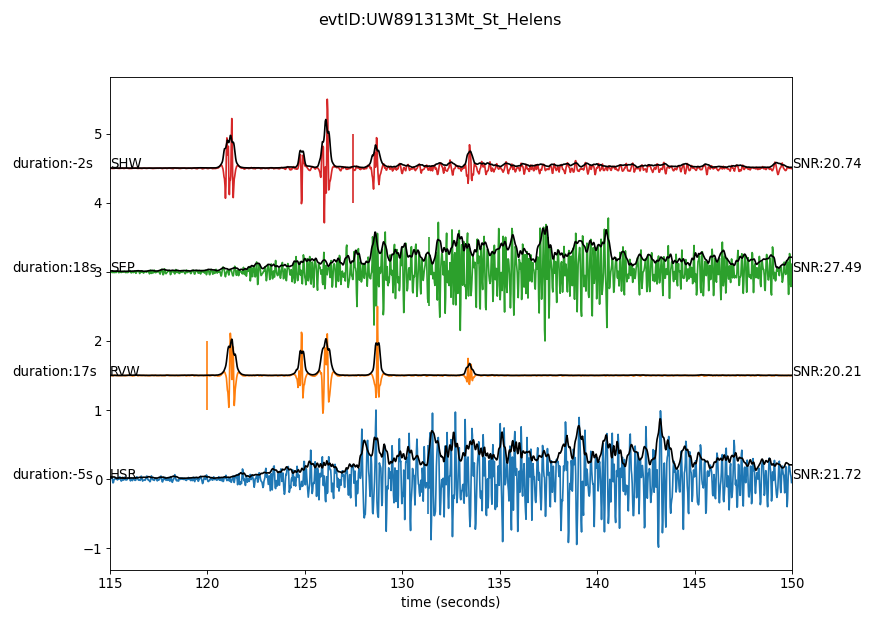 evtID:UW891313Mt_St_Helens
5
duration:-2s SHW SNR:20.74
4
duration:18s 3 SEP SNR:27.49
2
duration:17s RVW SNR:20.21
1
duration:-5s 0 HSR SNR:21.72
−1
115 120 125 130 135 140 145 150
time (seconds)